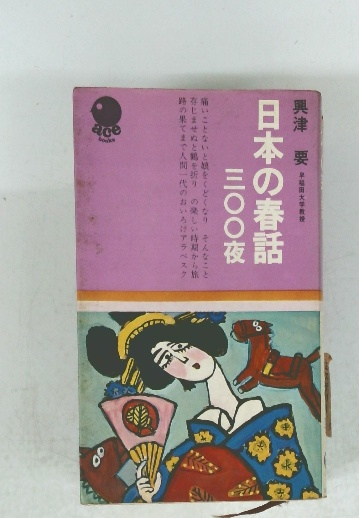 興津 要
早稲田大学教授
日本の春話
三〇〇夜
痛いことないと娘をくどくなり そんなこと
存じませぬと鶴を折り の楽しい時期から旅
路の果てまで人間一代のおいろけアラベスク
ace
books